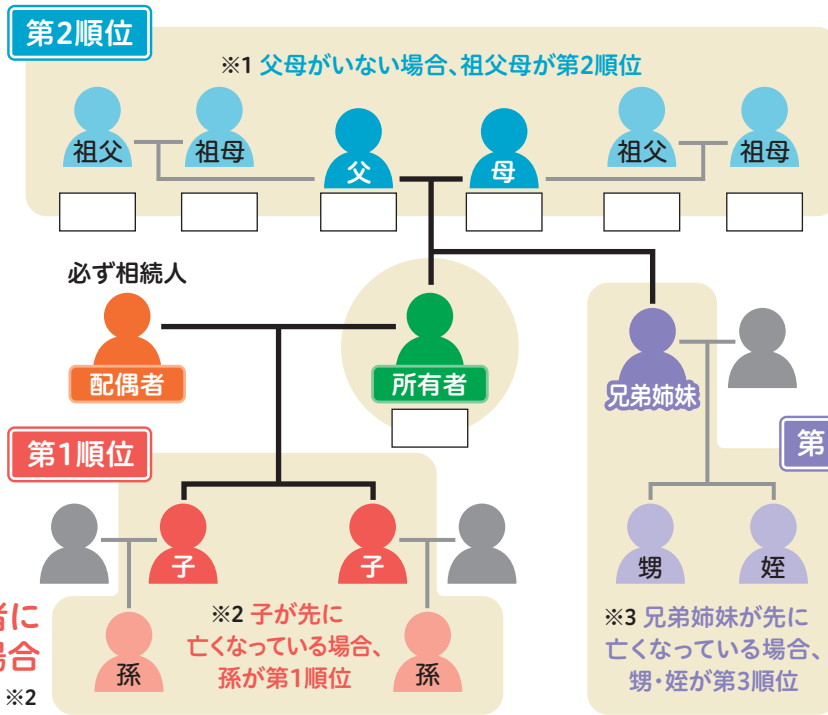 第2順位
※1 父母がいない場合、祖父母が第2順位
祖父
祖母
父
母
祖父
祖母
必ず相続人
配偶者
所有者
兄弟姉妹
第1順位
第
子
子
甥
姪
者に
場合
※2
※2 子が先に
亡くなっている場合、
孫が第1順位
孫
孫
※3 兄弟姉妹が先に
亡くなっている場合、
甥・姪が第3順位